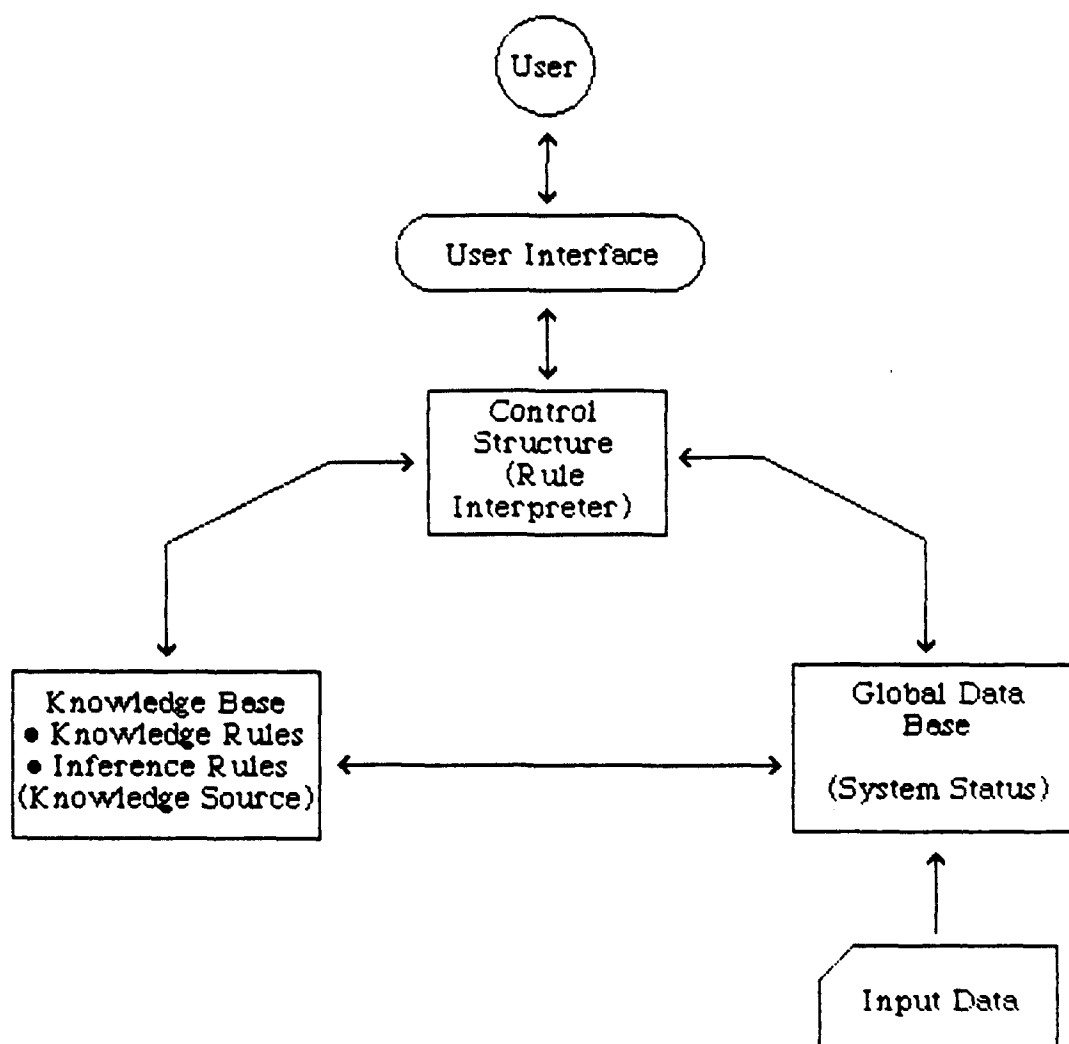 User
User Interface
Control
Structure
(Rule
Interpreter)
Knowledge Base
• Knowledge Rules
• Inference Rules
(Knowledge Source)
Global Data
Base
(System Status)
Input Data